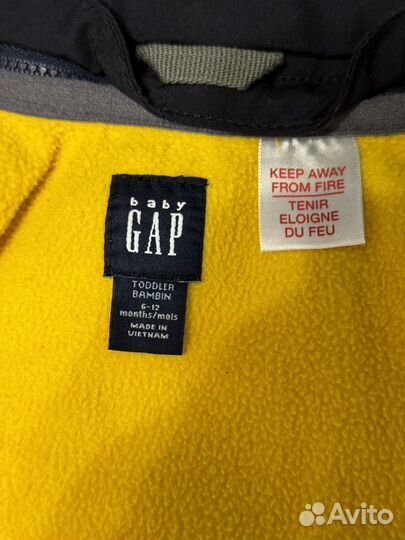 KEEP AWAY
FROM FIRE
TENIR
ELOIGNE
DU FEU
baby
GAP
TODDLER
BAMBIN
6-12
months/mois
MADE IN
VIETNAM
Avito